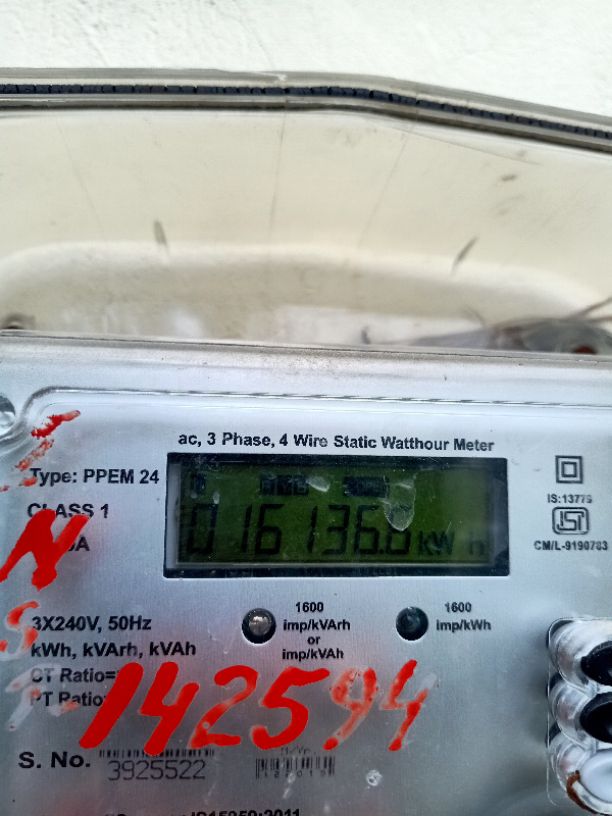 ac, 3 Phase, 4 Wire Static Watthour Meter
Type: PPEM 24
CLASS 1
016136.8 kWh
IS:13779
CM/L-9190783
3X240V, 50Hz
kWh, kVArh, kVAh
CT Ratio=
PT Ratio
1600
imp/kVArh
or
imp/kVAh
1600
imp/kWh
142594
S. No.
3925522